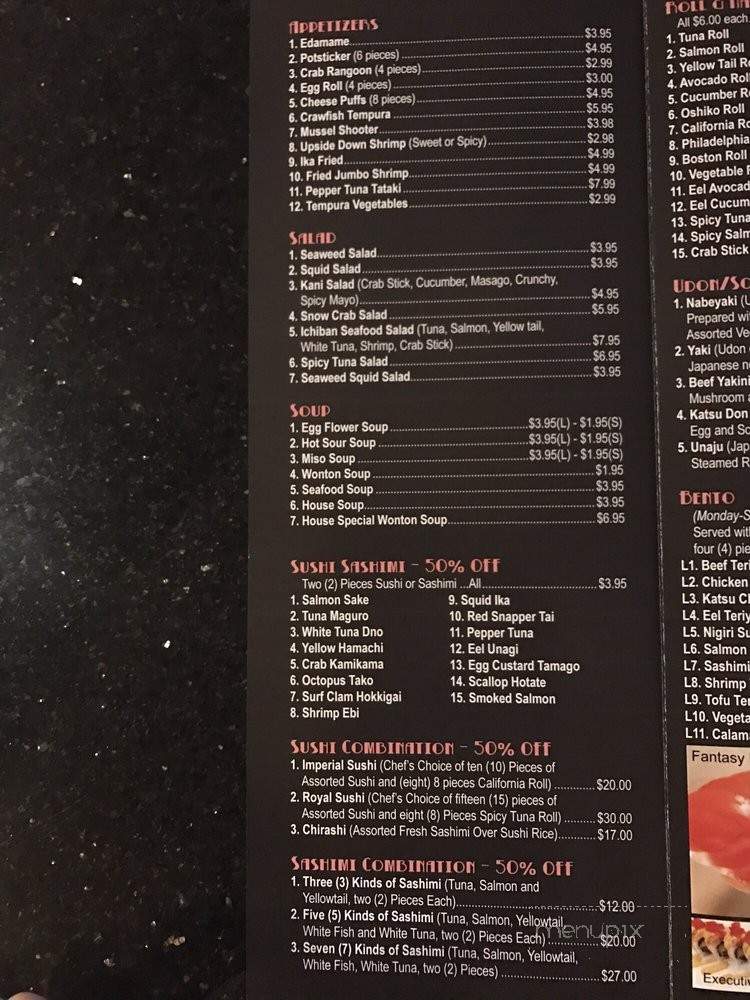 APPETIZERS
1. Edamame $3.95
2. Potsticker (6 pieces) $4.95
3. Crab Rangoon (4 pieces) $2.99
4. Egg Roll (4 pieces) $3.00
5. Cheese Puffs (8 pieces) $4.95
6. Crawfish Tempura $5.95
7. Mussel Shooter $3.98
8. Upside Down Shrimp (Sweet or Spicy) $2.98
9. Ika Fried $4.99
10. Fried Jumbo Shrimp $4.99
11. Pepper Tuna Tataki $7.99
12. Tempura Vegetables $2.99
SALAD
1. Seaweed Salad $3.95
2. Squid Salad $3.95
3. Kani Salad (Crab Stick, Cucumber, Masago, Crunchy,
Spicy Mayo) $4.95
4. Snow Crab Salad $5.95
5. Ichiban Seafood Salad (Tuna, Salmon, Yellow tail,
White Tuna, Shrimp, Crab Stick) $7.95
6. Spicy Tuna Salad $6.95
7. Seaweed Squid Salad $3.95
SOUP
1. Egg Flower Soup $3.95(L) - $1.95(S)
2. Hot Sour Soup $3.95(L) - $1.95(S)
3. Miso Soup $3.95(L) - $1.95(S)
4. Wonton Soup $1.95
5. Seafood Soup $3.95
6. House Soup $3.95
7. House Special Wonton Soup $6.95
SUSHI SASHIMI - 50% OFF
Two (2) Pieces Sushi or Sashimi ...All $3.95
1. Salmon Sake
2. Tuna Maguro
3. White Tuna Dno
4. Yellow Hamachi
5. Crab Kamikama
6. Octopus Tako
7. Surf Clam Hokkigai
8. Shrimp Ebi
9. Squid Ika
10. Red Snapper Tai
11. Pepper Tuna
12. Eel Unagi
13. Egg Custard Tamago
14. Scallop Hotate
15. Smoked Salmon
SUSHI COMBINATION - 50% OFF
1. Imperial Sushi (Chef's Choice of ten (10) Pieces of
Assorted Sushi and (eight) 8 pieces California Roll) $20.00
2. Royal Sushi (Chef's Choice of fifteen (15) pieces of
Assorted Sushi and eight (8) Pieces Spicy Tuna Roll) $30.00
3. Chirashi (Assorted Fresh Sashimi Over Sushi Rice) $17.00
SASHIMI COMBINATION - 50% OFF
1. Three (3) Kinds of Sashimi (Tuna, Salmon and
Yellowtail, two (2) Pieces Each) $12.00
2. Five (5) Kinds of Sashimi (Tuna, Salmon, Yellowtail
White Fish and White Tuna, two (2) Pieces Each) $20.00
3. Seven (7) Kinds of Sashimi (Tuna, Salmon, Yellowtail,
White Fish, White Tuna, two (2) Pieces) $27.00
menupix
ROLL &
All $6.00 each.
1. Tuna Roll
2. Salmon Roll
3. Yellow Tail
4. Avocado
5. Cucumber
6. Oshiko Roll
7. California
8. Philadelphia
9. Boston Roll
10. Vegetable
11. Eel
12. Eel
13. Spicy Tuna
14. Spicy
15. Crab Stick
UDON/
1. Nabeyaki
Prepared
Assorted
2. Yaki (Udon
Japanese
3. Beef
Mushroom
4. Katsu Don
Egg and
5. Unaju
Steamed
BENTO
Served
four (4)
L1. Beef
L2. Chicken
L3. Katsu
L4. Eel
L5. Nigiri
L6. Salmon
L7. Sashimi
L8. Shrimp
L9. Tofu
L10.
L11.
Fantasy